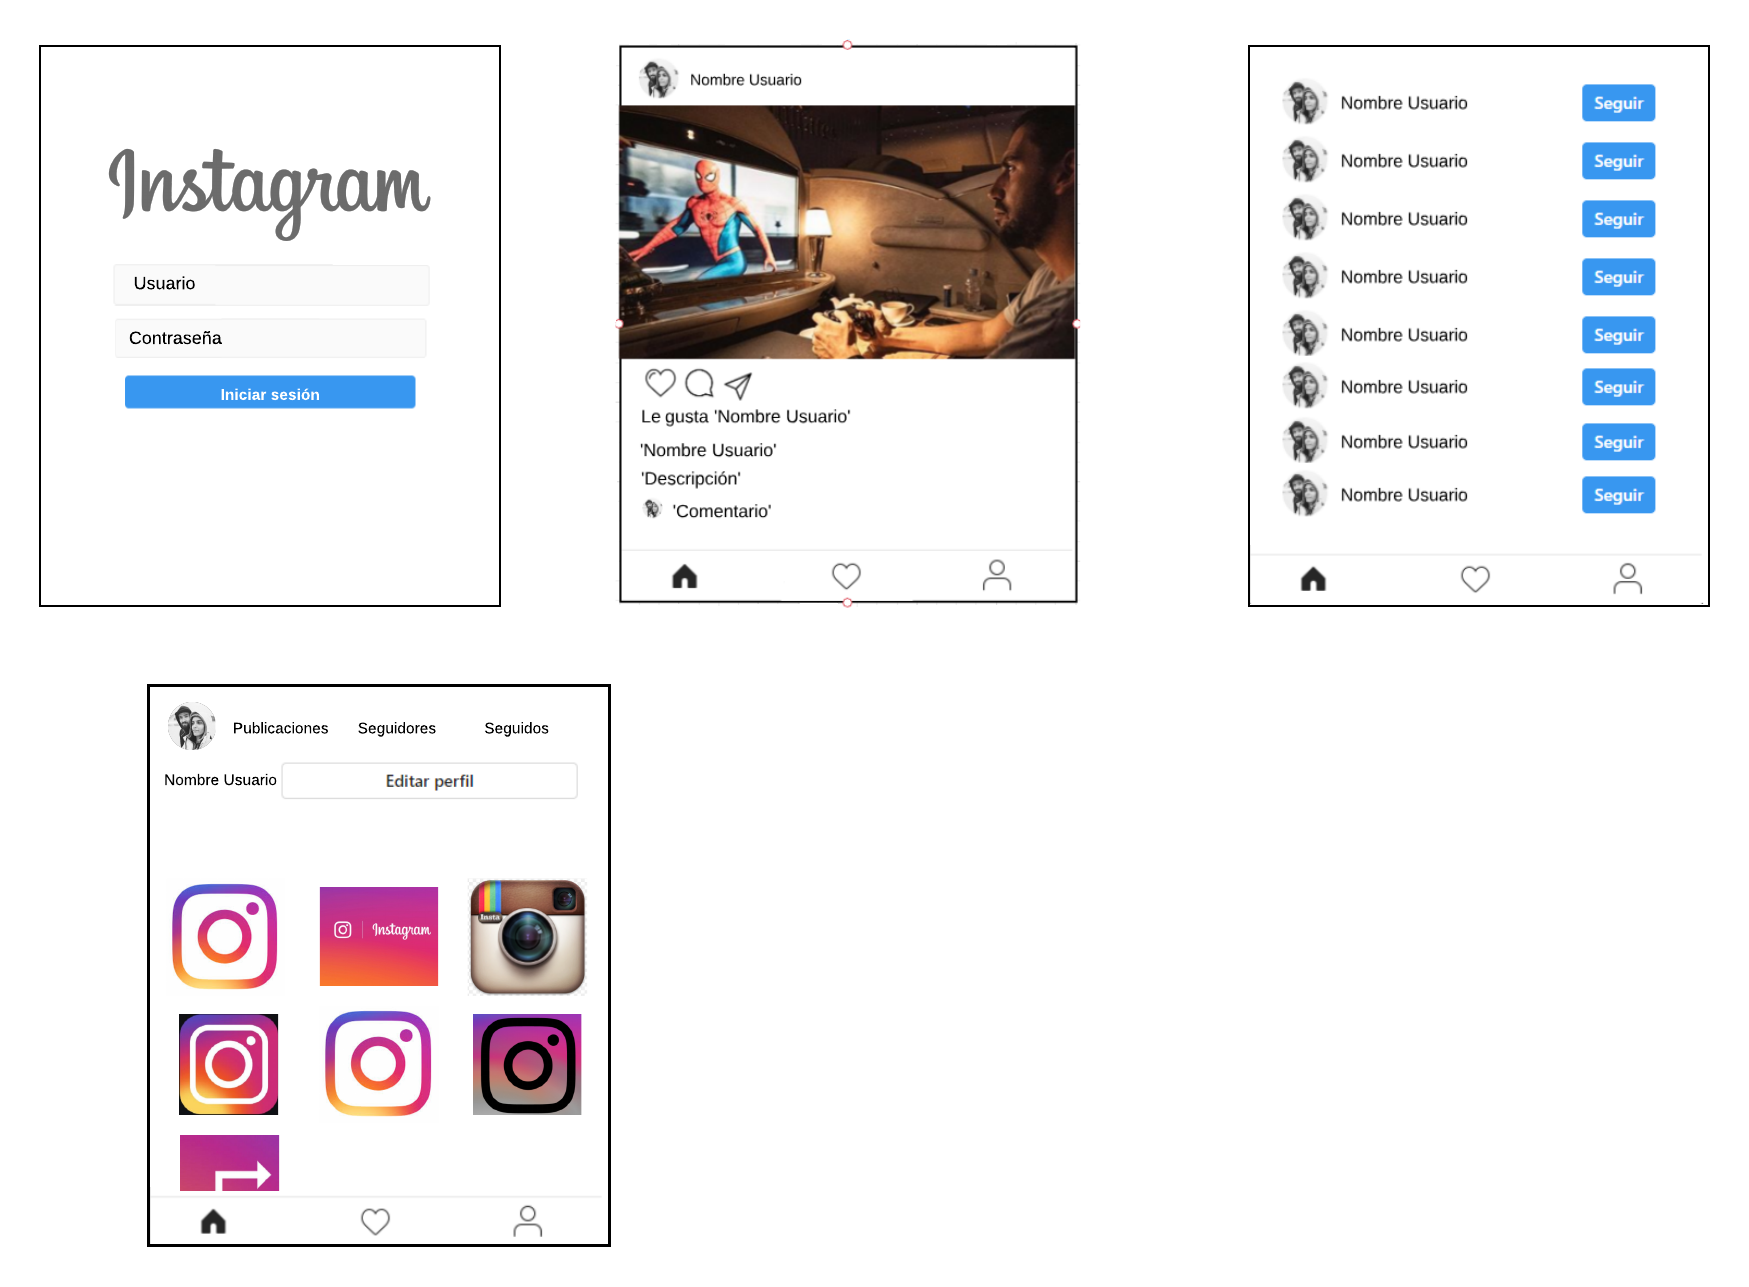 Instagram
Usuario
Contraseña
Iniciar sesión
Nombre Usuario
Le gusta 'Nombre Usuario'
'Nombre Usuario'
'Descripción'
'Comentario'
Nombre Usuario Seguir
Nombre Usuario Seguir
Nombre Usuario Seguir
Nombre Usuario Seguir
Nombre Usuario Seguir
Nombre Usuario Seguir
Nombre Usuario Seguir
Nombre Usuario Seguir
Publicaciones Seguidores Seguidos
Nombre Usuario Editar perfil
Instagram
Insta